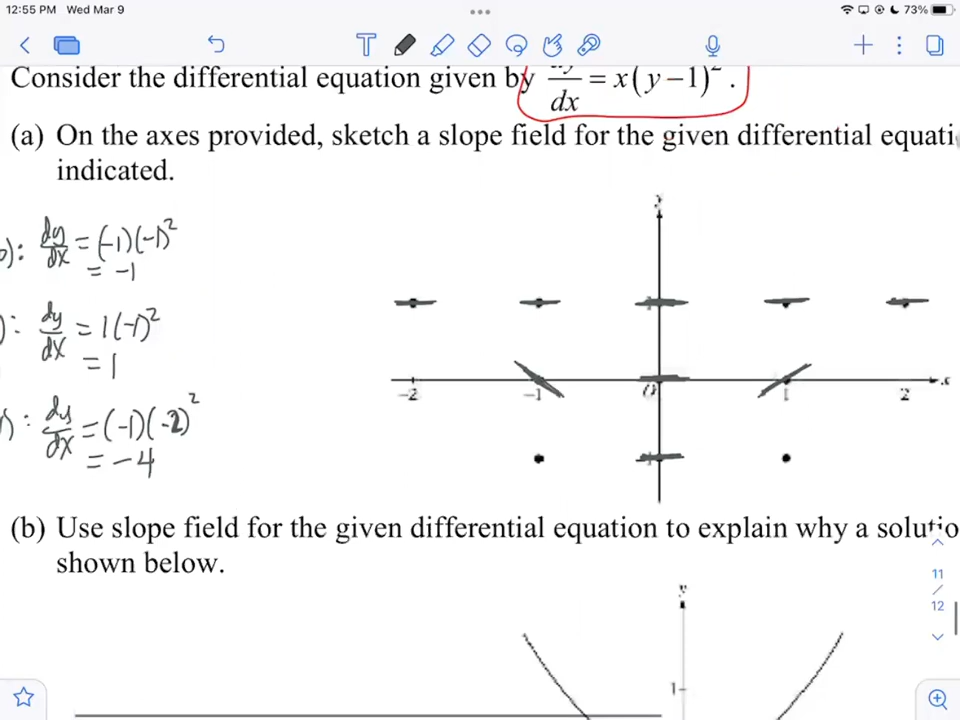 12:55 PM Wed Mar 9
73%
T
Consider the differential equation given by dy/dx = x(y−1)² .
(a) On the axes provided, sketch a slope field for the given differential equati
indicated.
): dy/dx = (-1)(-1)²
= -1
): dy/dx = 1(-1)²
= 1
): dy/dx = (-1)(-2)²
= -4
y
-2 -1 O 1 2 x
(b) Use slope field for the given differential equation to explain why a solutio
shown below.
y
1
11
/
12